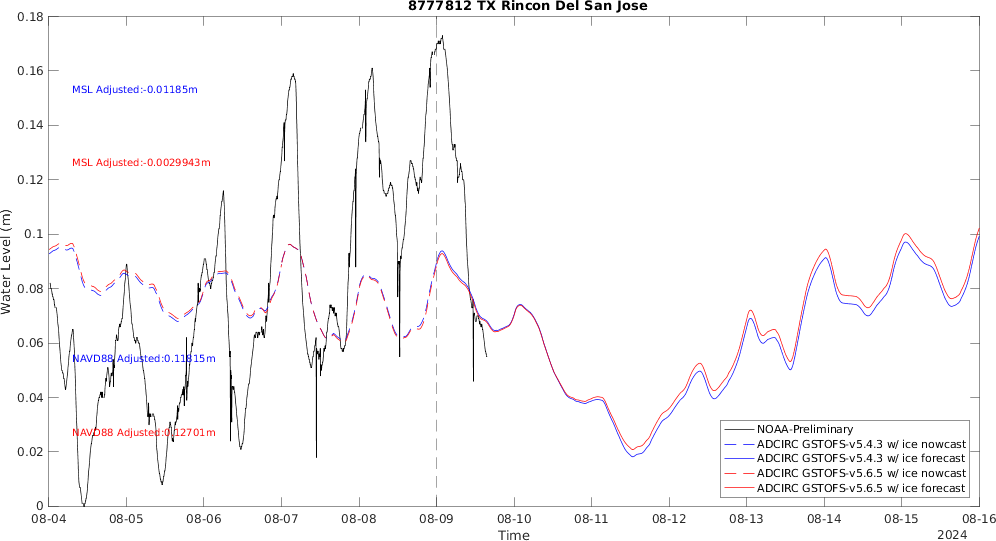 8777812 TX Rincon Del San Jose
Water Level (m)
0.18
0.16
0.14
0.12
0.1
0.08
0.06
0.04
0.02
0
MSL Adjusted:-0.01185m
MSL Adjusted:-0.0029943m
NAVD88 Adjusted:0.11815m
NAVD88 Adjusted:0.12701m
NOAA-Preliminary
ADCIRC GSTOFS-v5.4.3 w/ ice nowcast
ADCIRC GSTOFS-v5.4.3 w/ ice forecast
ADCIRC GSTOFS-v5.6.5 w/ ice nowcast
ADCIRC GSTOFS-v5.6.5 w/ ice forecast
08-04 08-05 08-06 08-07 08-08 08-09 08-10 08-11 08-12 08-13 08-14 08-15 08-16
Time
2024